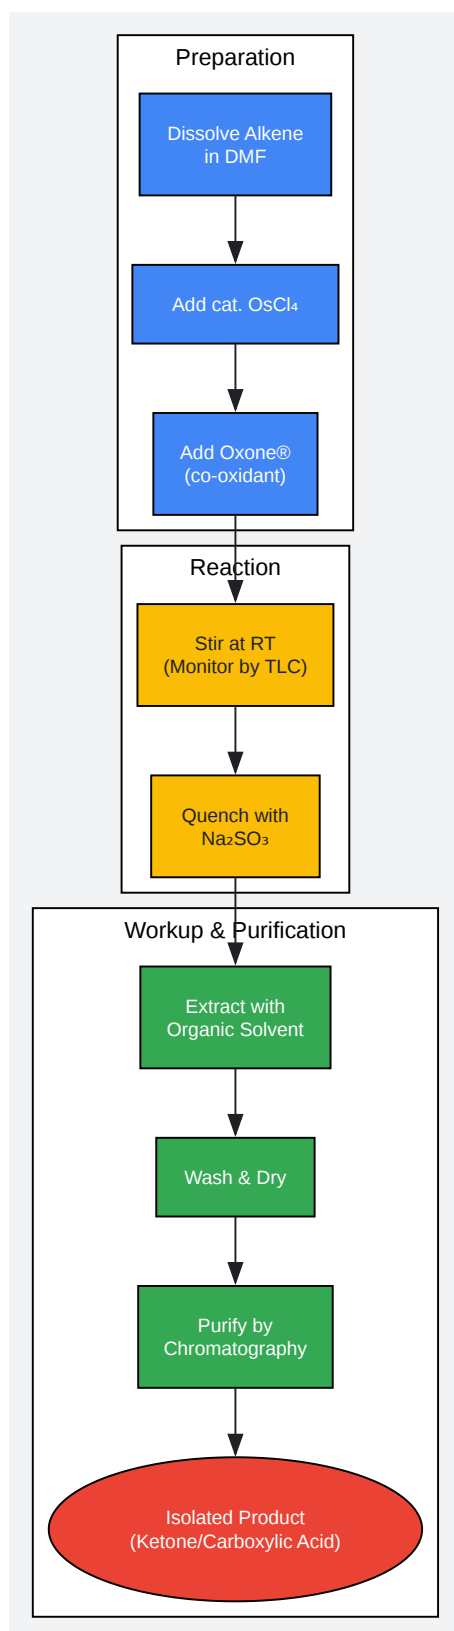 Preparation
Dissolve Alkene
in DMF
Add cat. OsCl₄
Add Oxone®
(co-oxidant)
Reaction
Stir at RT
(Monitor by TLC)
Quench with
Na₂SO₃
Workup & Purification
Extract with
Organic Solvent
Wash & Dry
Purify by
Chromatography
Isolated Product
(Ketone/Carboxylic Acid)